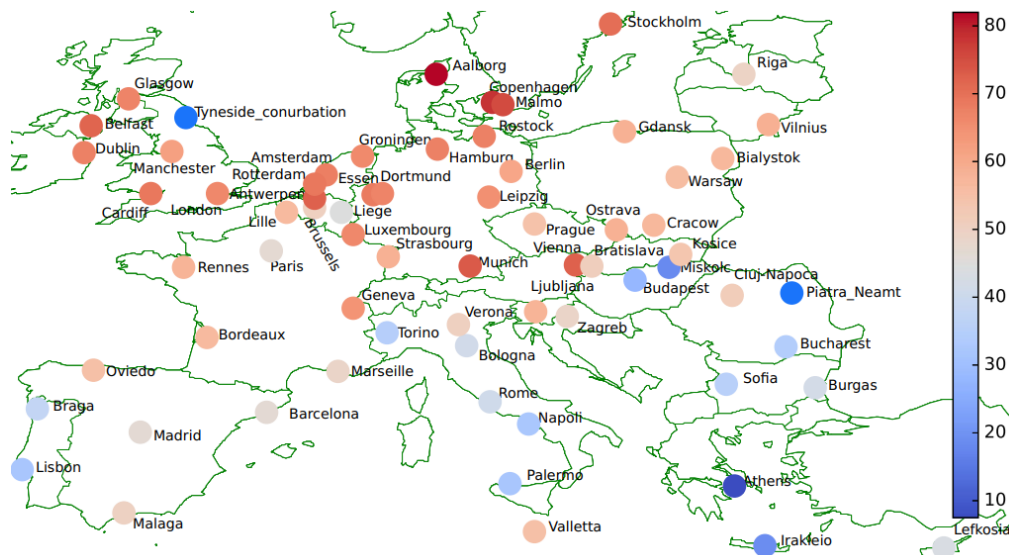 Stockholm
80
Aalborg
Riga
Glasgow
Copenhagen
Malmo
Tyneside_conurbation
70
Belfast
Rostock
Gdansk
Vilnius
Groningen
Dublin
Amsterdam
Hamburg
Berlin
Bialystok
Manchester
Rotterdam
Essen
Dortmund
60
Warsaw
Antwerpen
Leipzig
Cardiff
London
Liege
Ostrava
Lille
Luxembourg
Prague
Cracow
Brussels
Strasbourg
Vienna
Bratislava
Kosice
50
Paris
Rennes
Munich
Miskolc
Cluj-Napoca
Ljubljana
Budapest
Piatra_Neamt
Geneva
40
Verona
Zagreb
Bordeaux
Torino
Bologna
Bucharest
30
Oviedo
Marseille
Sofia
Burgas
Braga
Barcelona
Rome
Madrid
Napoli
20
Lisbon
Palermo
Athens
10
Malaga
Valletta
Lefkosia
Irakleio